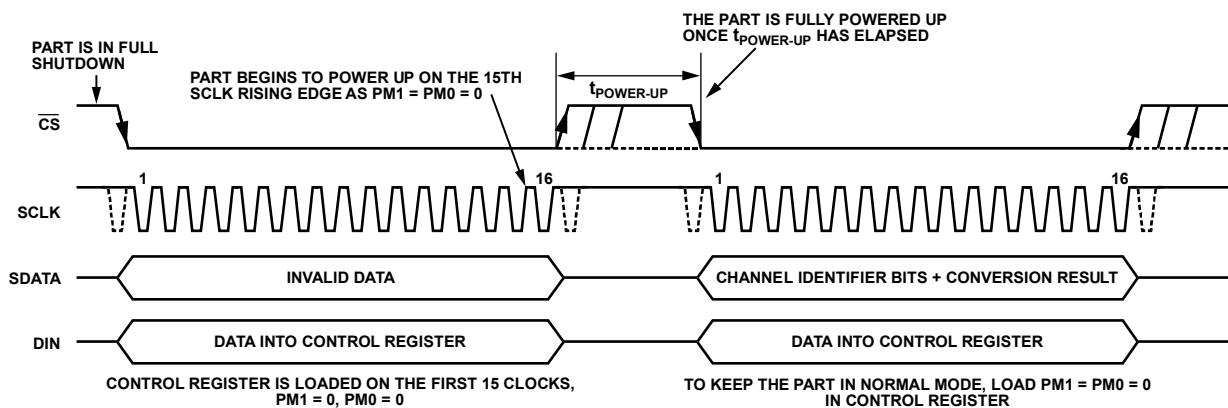 THE PART IS FULLY POWERED UP
ONCE tPOWER-UP HAS ELAPSED
PART IS IN FULL
SHUTDOWN
PART BEGINS TO POWER UP ON THE 15TH
SCLK RISING EDGE AS PM1 = PM0 = 0
tPOWER-UP
CS
1
16
1
16
SCLK
SDATA
INVALID DATA
CHANNEL IDENTIFIER BITS + CONVERSION RESULT
DIN
DATA INTO CONTROL REGISTER
DATA INTO CONTROL REGISTER
CONTROL REGISTER IS LOADED ON THE FIRST 15 CLOCKS,
PM1 = 0, PM0 = 0
TO KEEP THE PART IN NORMAL MODE, LOAD PM1 = PM0 = 0
IN CONTROL REGISTER